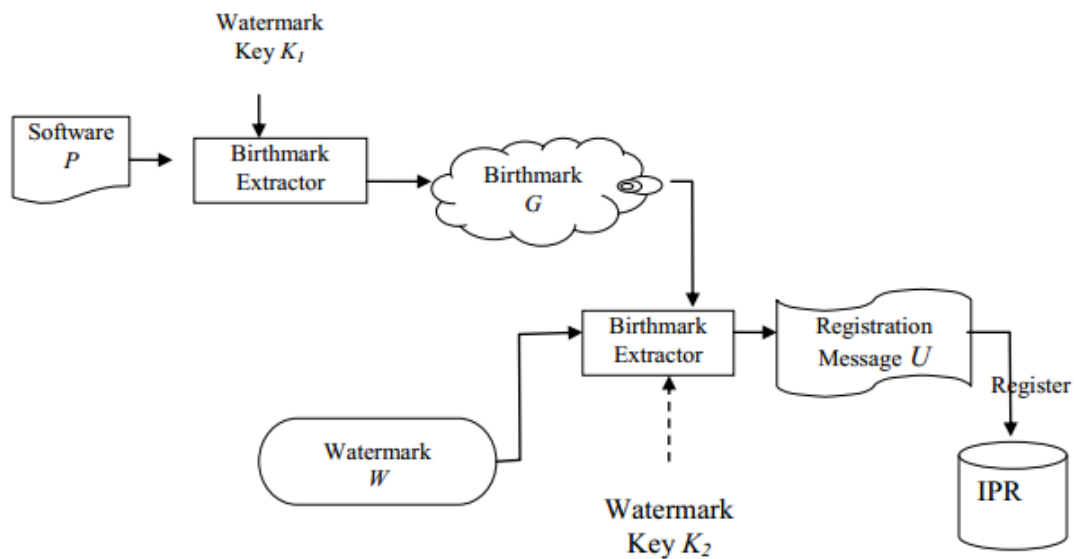 Watermark
Key K1
Software
P
Birthmark
Extractor
Birthmark
G
Birthmark
Extractor
Registration
Message U
Register
Watermark
W
IPR
Watermark
Key K2